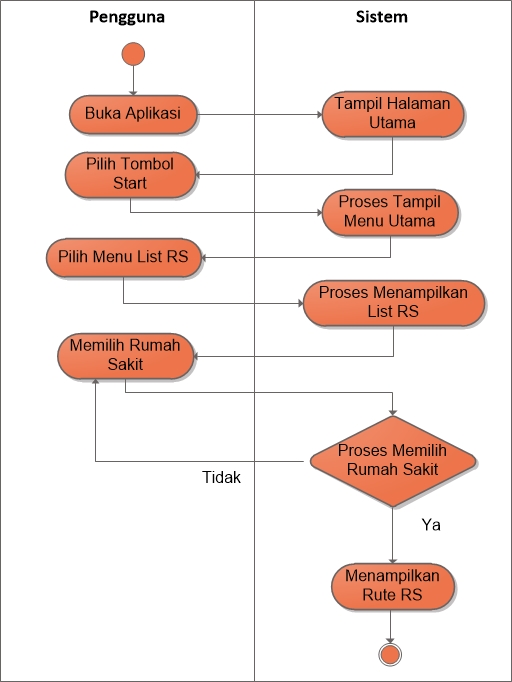 Pengguna
Sistem
Buka Aplikasi
Tampil Halaman
Utama
Pilih Tombol
Start
Proses Tampil
Menu Utama
Pilih Menu List RS
Proses Menampilkan
List RS
Memilih Rumah
Sakit
Proses Memilih
Rumah Sakit
Tidak
Ya
Menampilkan
Rute RS